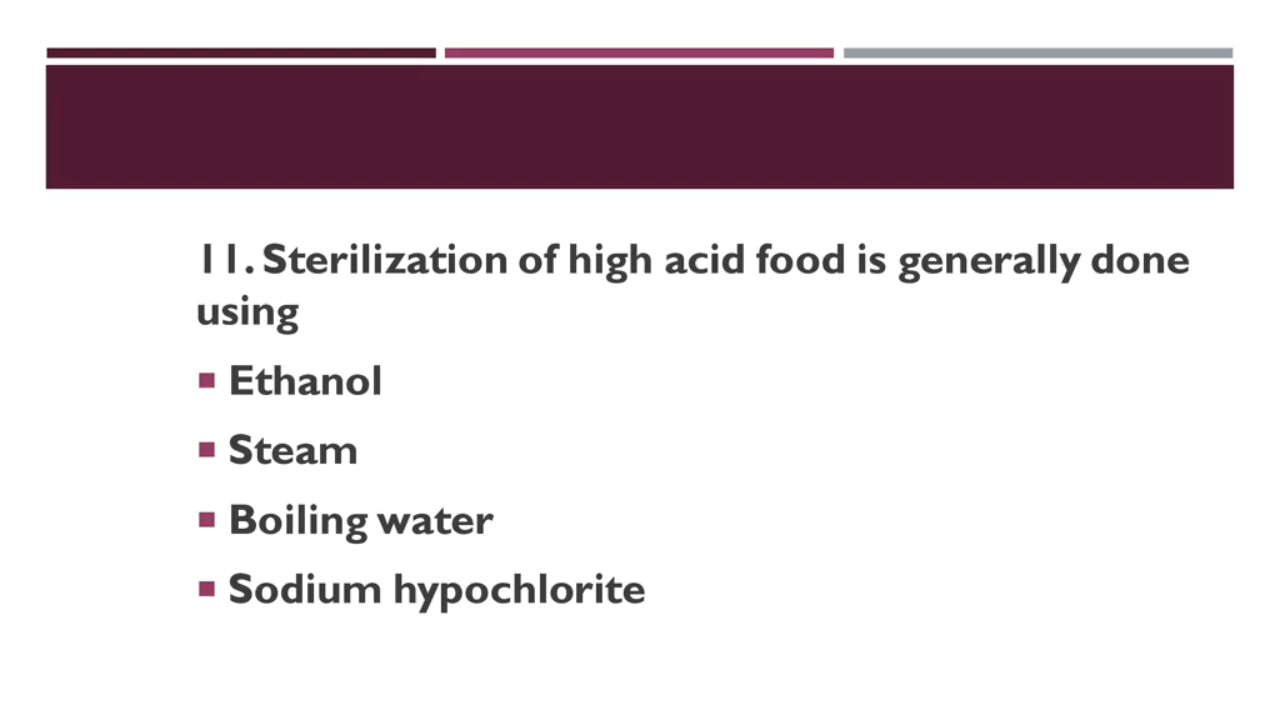 11. Sterilization of high acid food is generally done
using
Ethanol
Steam
Boiling water
Sodium hypochlorite